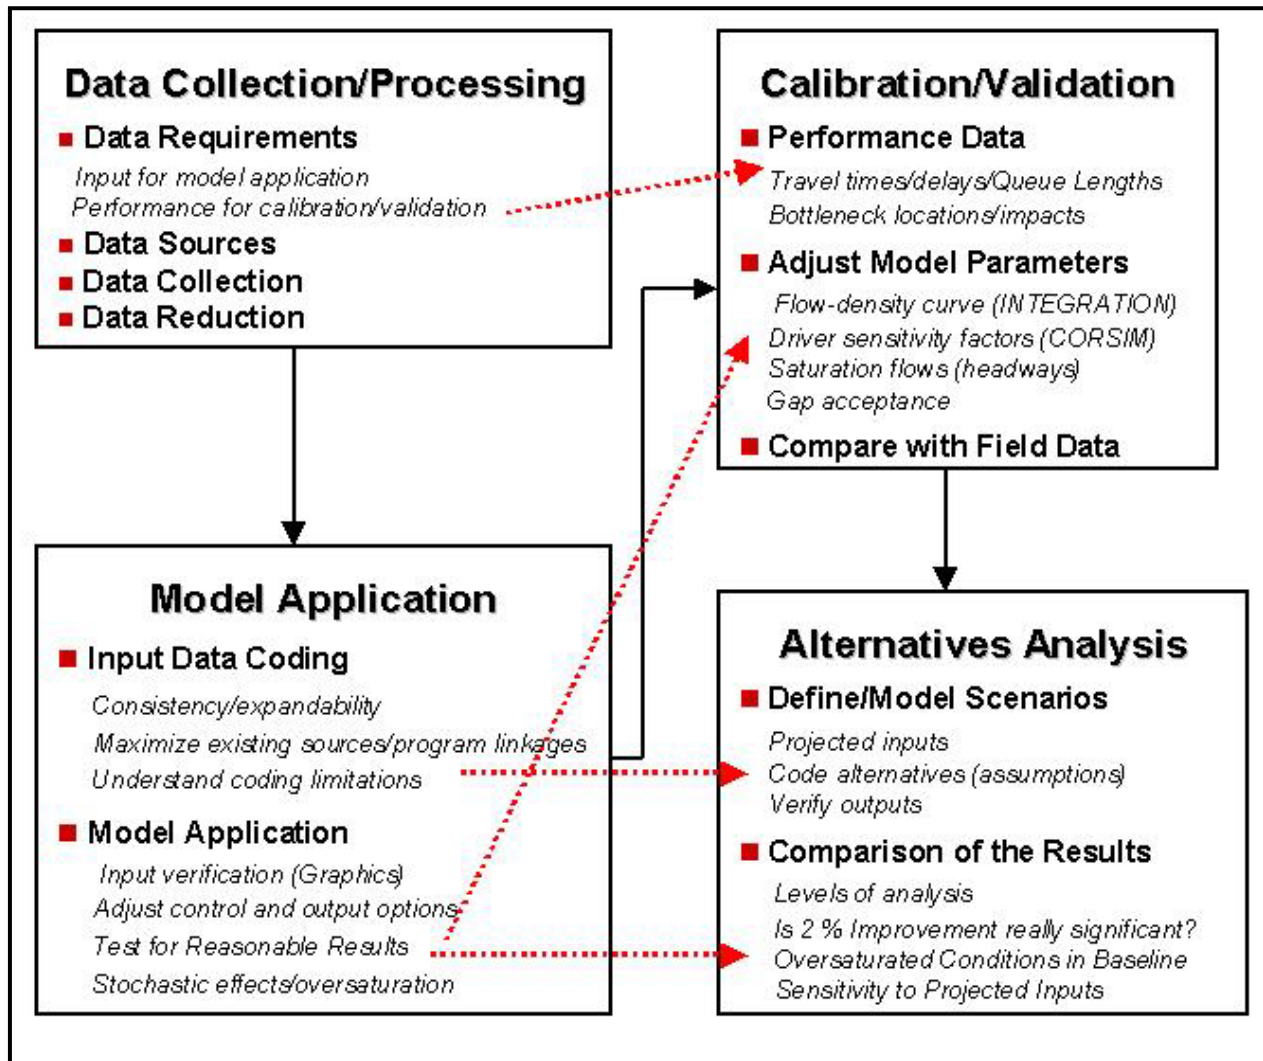 Data Collection/Processing
Data Requirements
Input for model application
Performance for calibration/validation
Data Sources
Data Collection
Data Reduction
Model Application
Input Data Coding
Consistency/expandability
Maximize existing sources/program linkages
Understand coding limitations
Model Application
Input verification (Graphics)
Adjust control and output options
Test for Reasonable Results
Stochastic effects/oversaturation
Calibration/Validation
Performance Data
Travel times/delays/Queue Lengths
Bottleneck locations/impacts
Adjust Model Parameters
Flow-density curve (INTEGRATION)
Driver sensitivity factors (CORSIM)
Saturation flows (headways)
Gap acceptance
Compare with Field Data
Alternatives Analysis
Define/Model Scenarios
Projected inputs
Code alternatives (assumptions)
Verify outputs
Comparison of the Results
Levels of analysis
Is 2 % Improvement really significant?
Oversaturated Conditions in Baseline
Sensitivity to Projected Inputs